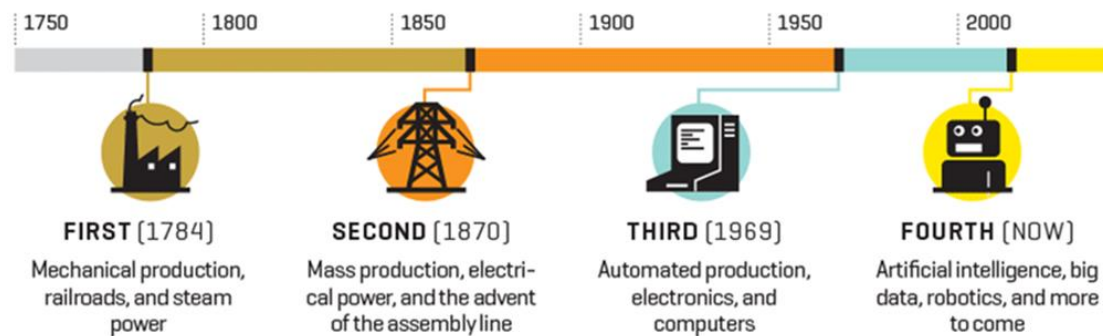 1750
1800
1850
1900
1950
2000
FIRST (1784)
Mechanical production,
railroads, and steam
power
SECOND (1870)
Mass production, electri-
cal power, and the advent
of the assembly line
THIRD (1969)
Automated production,
electronics, and
computers
FOURTH (NOW)
Artificial intelligence, big
data, robotics, and more
to come